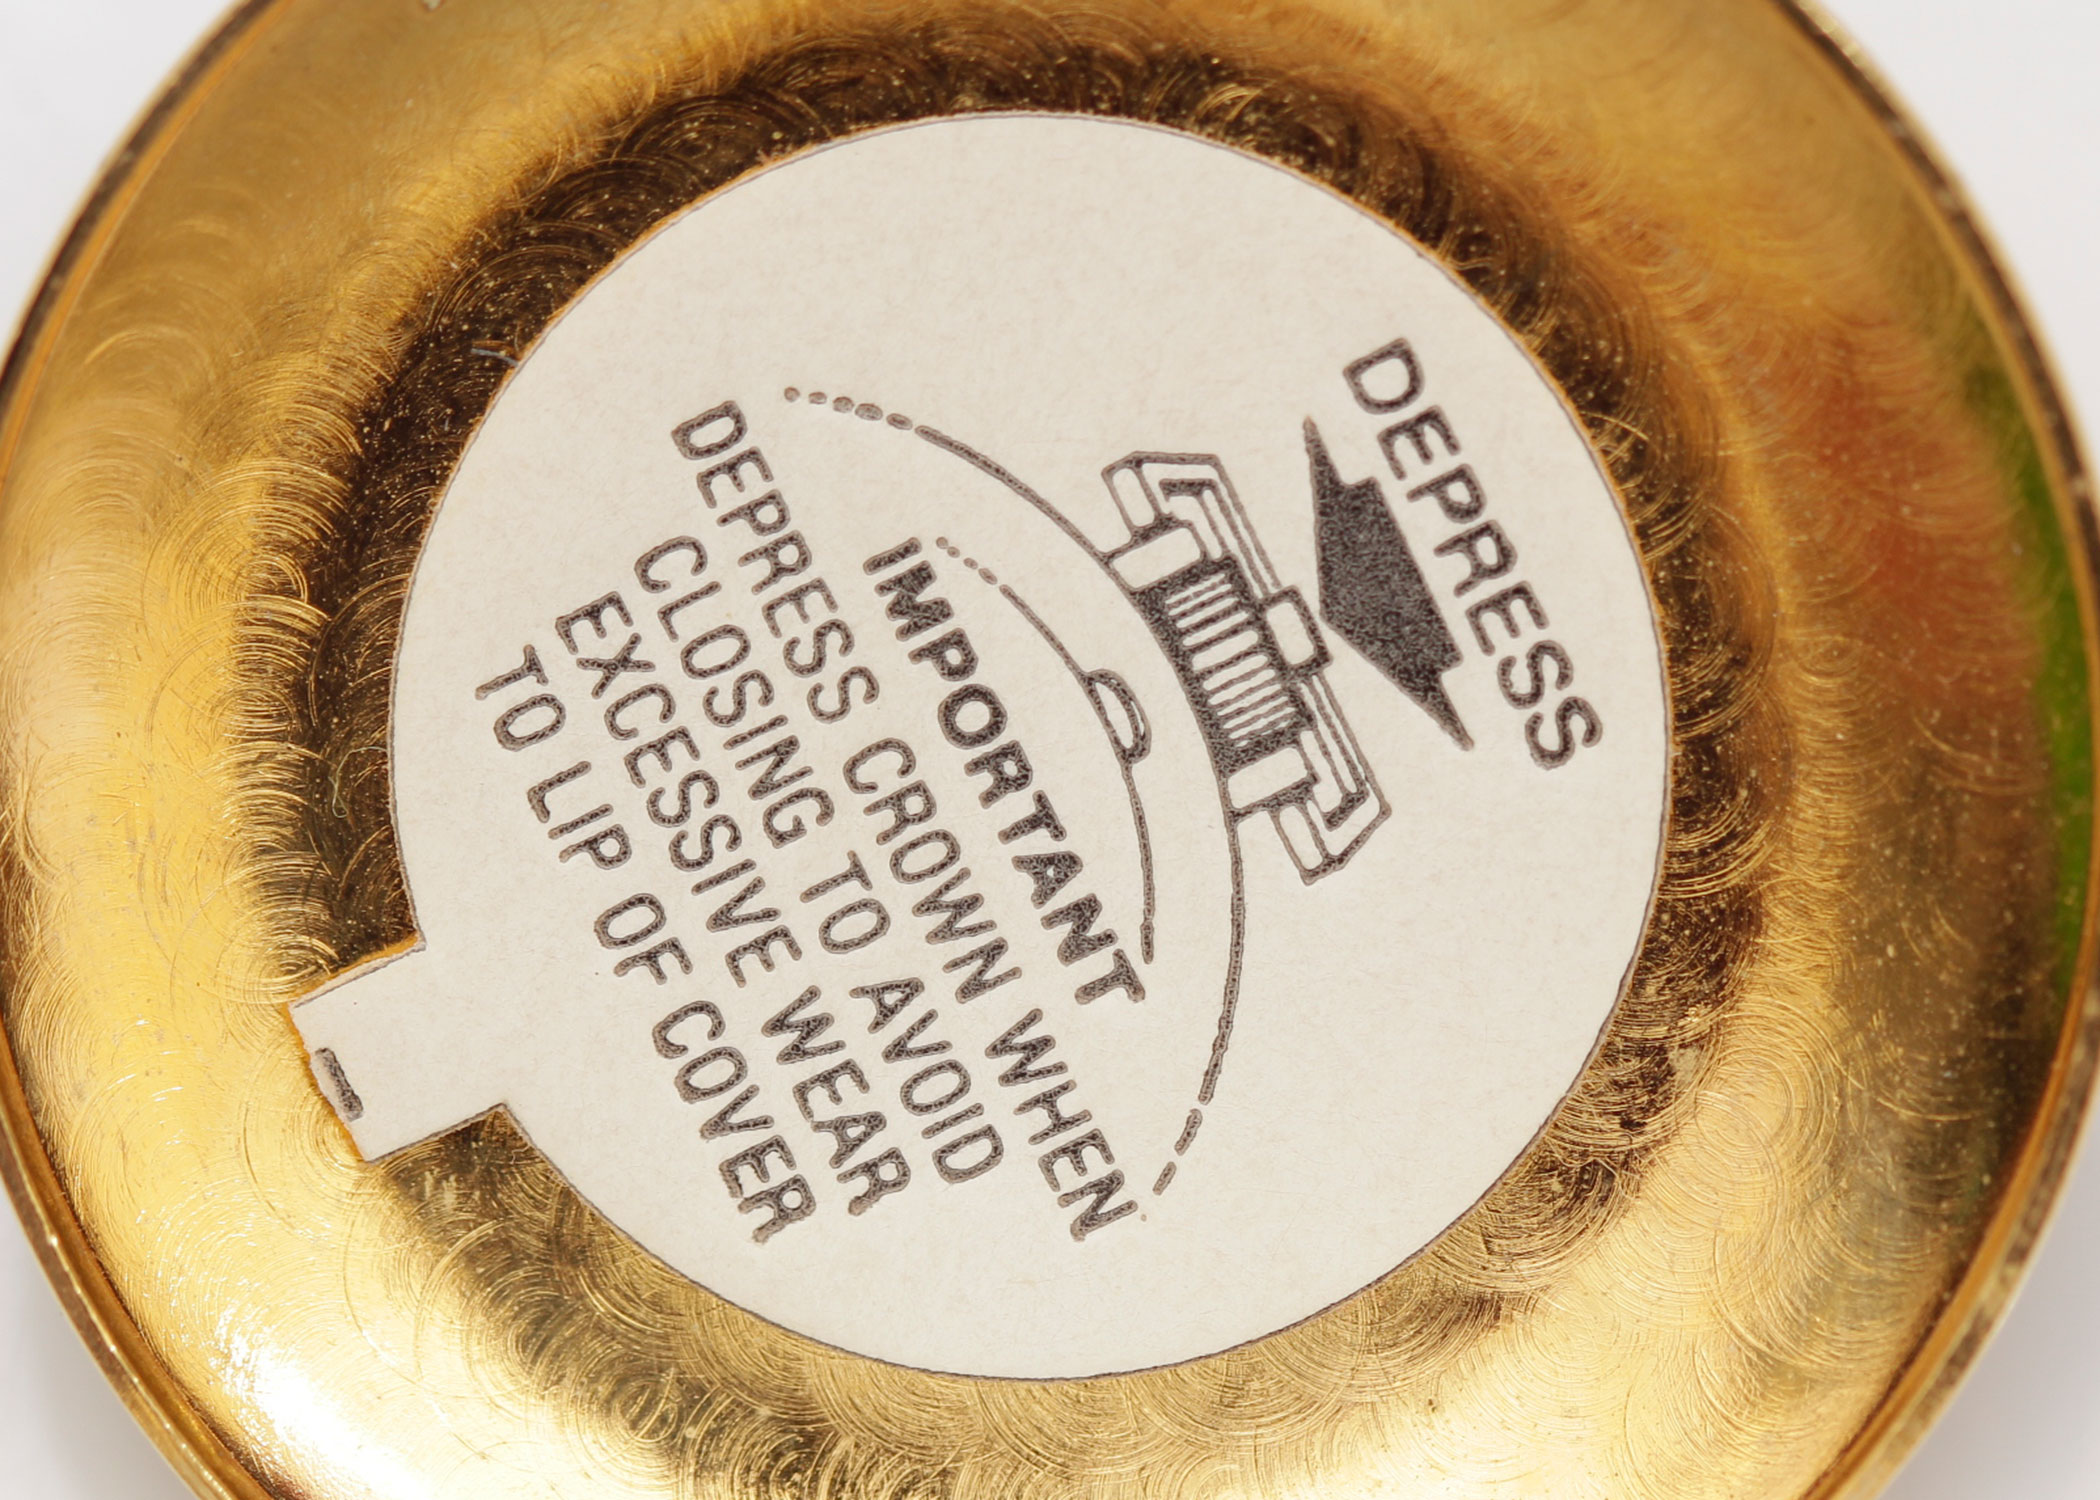 DEPRESS
IMPORTANT
DEPRESS CROWN WHEN
CLOSING TO AVOID
EXCESSIVE WEAR
TO LIP OF COVER